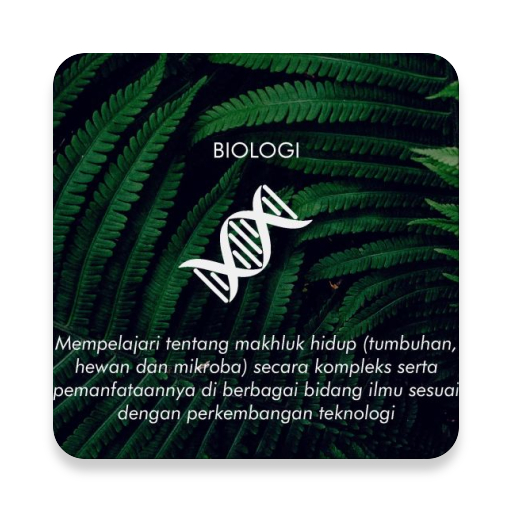 BIOLOGI
Mempelajari tentang makhluk hidup (tumbuhan,
hewan dan mikroba) secara kompleks serta
pemanfataannya di berbagai bidang ilmu sesuai
dengan perkembangan teknologi